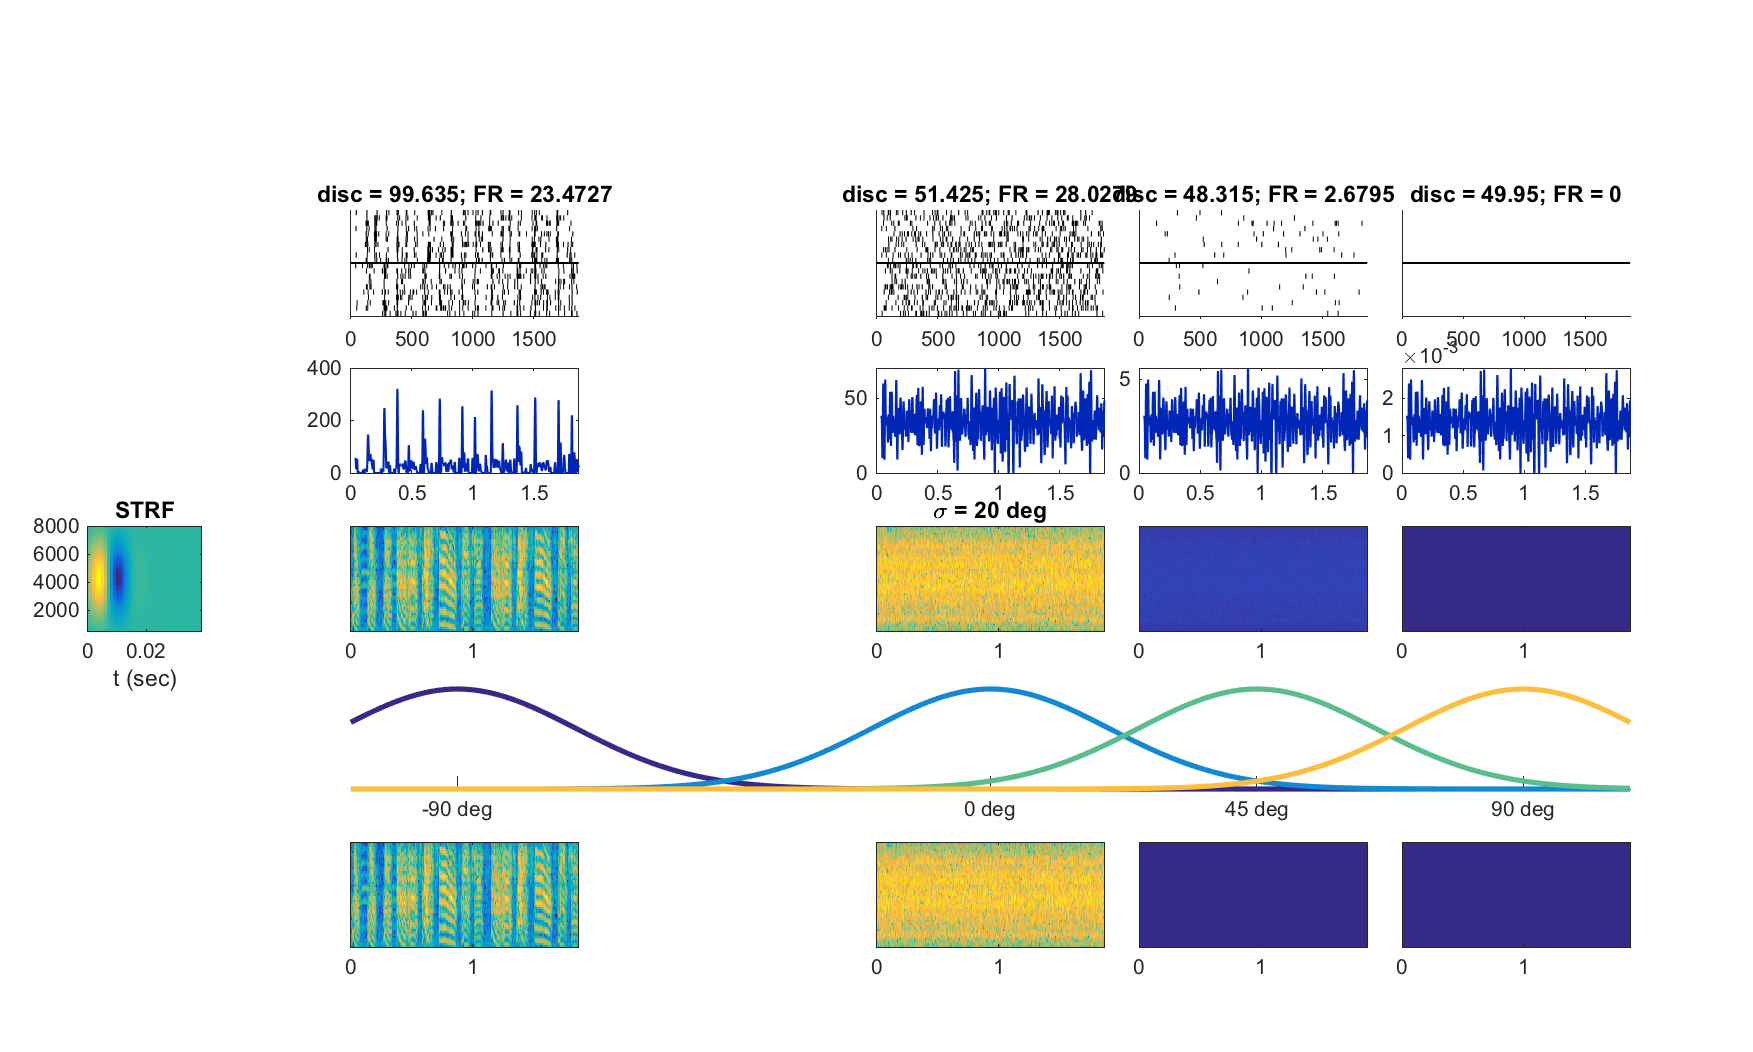 disc = 99.635; FR = 23.4727
disc = 51.425; FR = 28.0279
disc = 48.315; FR = 2.6795
disc = 49.95; FR = 0
0 500 1000 1500
0 500 1000 1500
0 500 1000 1500
0 500 1000 1500
400
200
0
0 0.5 1 1.5
50
0
0 0.5 1 1.5
5
0
0 0.5 1 1.5
×10-3
2
1
0
0 0.5 1 1.5
STRF
8000
6000
4000
2000
0 0.02
t (sec)
σ = 20 deg
0 1
0 1
0 1
0 1
-90 deg
0 deg
45 deg
90 deg
0 1
0 1
0 1
0 1